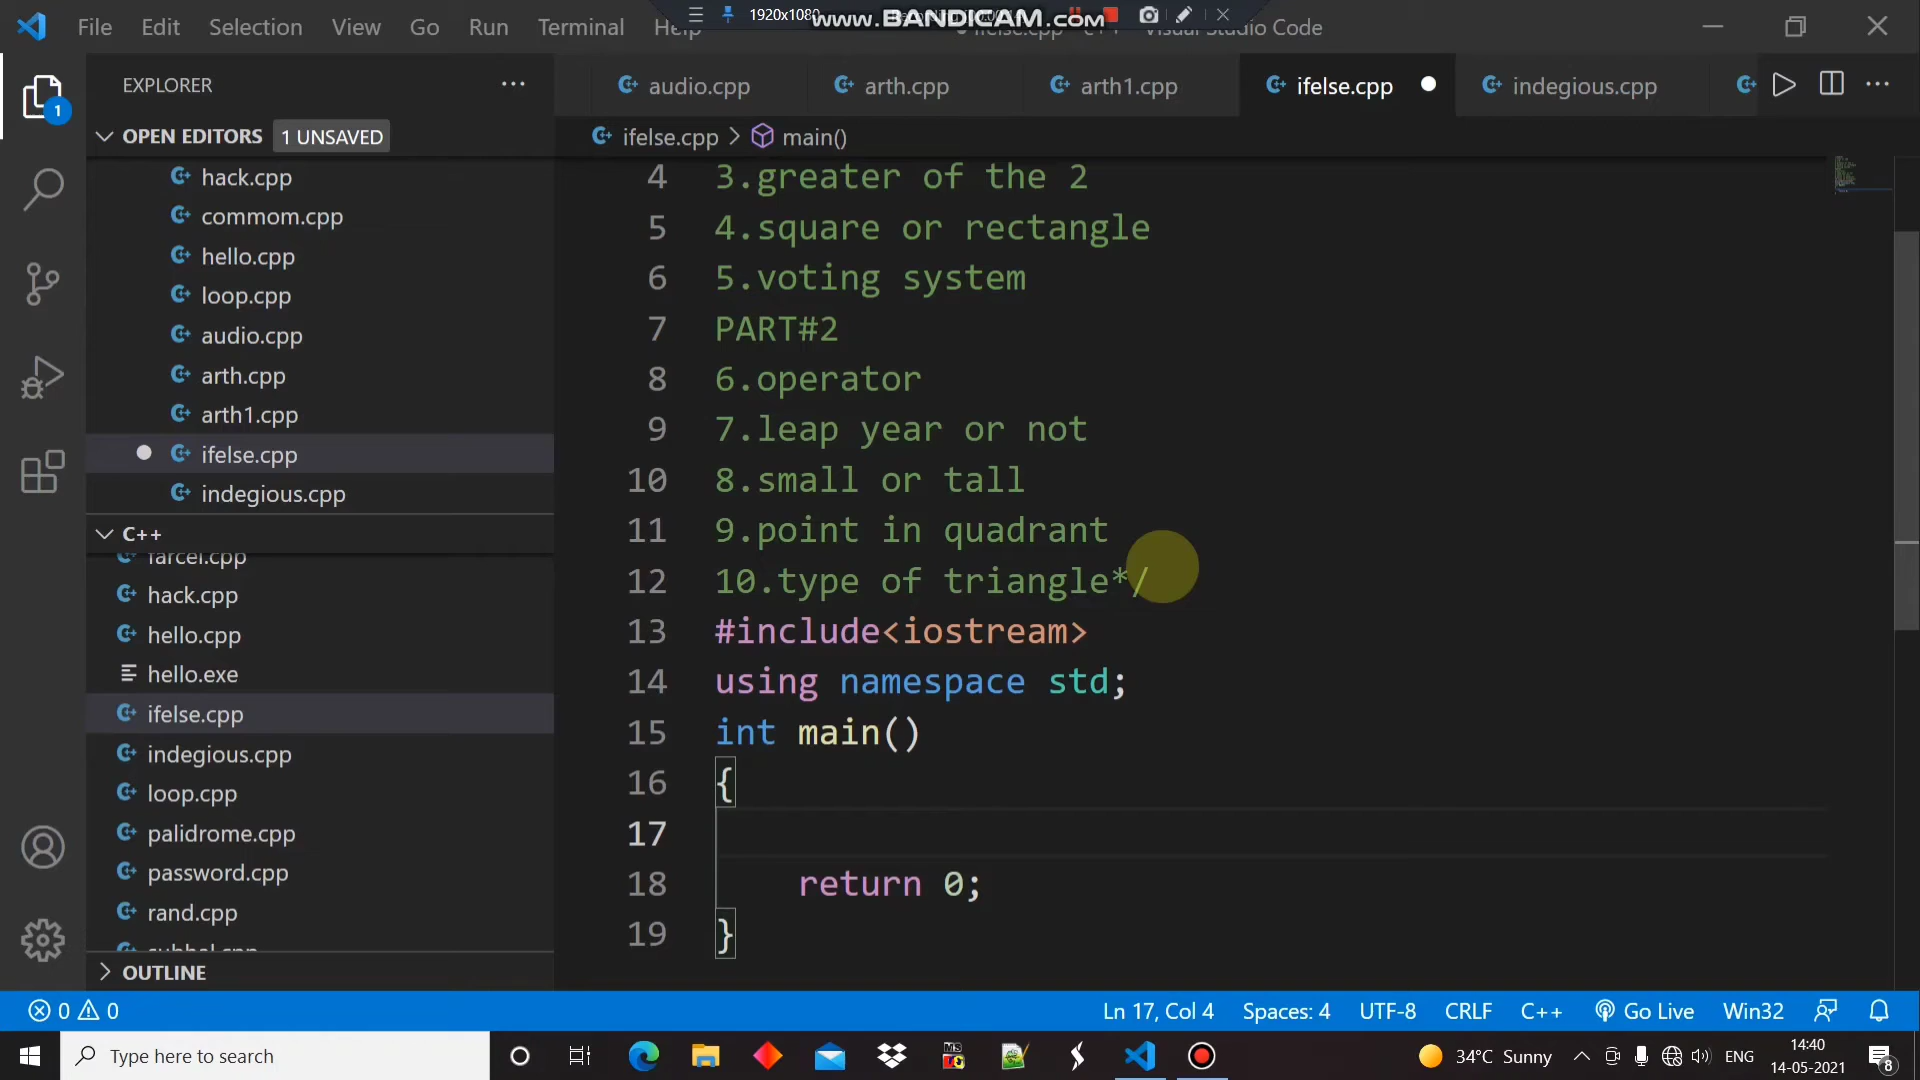 1920x1080
www.BANDICAM.com
File Edit Selection View Go Run Terminal Help
Visual Studio Code
EXPLORER
audio.cpp arth.cpp arth1.cpp ifelse.cpp indegious.cpp
1
OPEN EDITORS 1 UNSAVED
ifelse.cpp > main()
hack.cpp
commom.cpp
hello.cpp
loop.cpp
audio.cpp
arth.cpp
arth1.cpp
ifelse.cpp
indegious.cpp
C++
farcel.cpp
hack.cpp
hello.cpp
hello.exe
ifelse.cpp
indegious.cpp
loop.cpp
palidrome.cpp
password.cpp
rand.cpp
OUTLINE
4 3.greater of the 2
5 4.square or rectangle
6 5.voting system
7 PART#2
8 6.operator
9 7.leap year or not
10 8.small or tall
11 9.point in quadrant
12 10.type of triangle*/
13 #include<iostream>
14 using namespace std;
15 int main()
16 {
17
18 return 0;
19 }
0 0 Ln 17, Col 4 Spaces: 4 UTF-8 CRLF C++ Go Live Win32
Type here to search
34°C Sunny ENG
14:40
14-05-2021
8